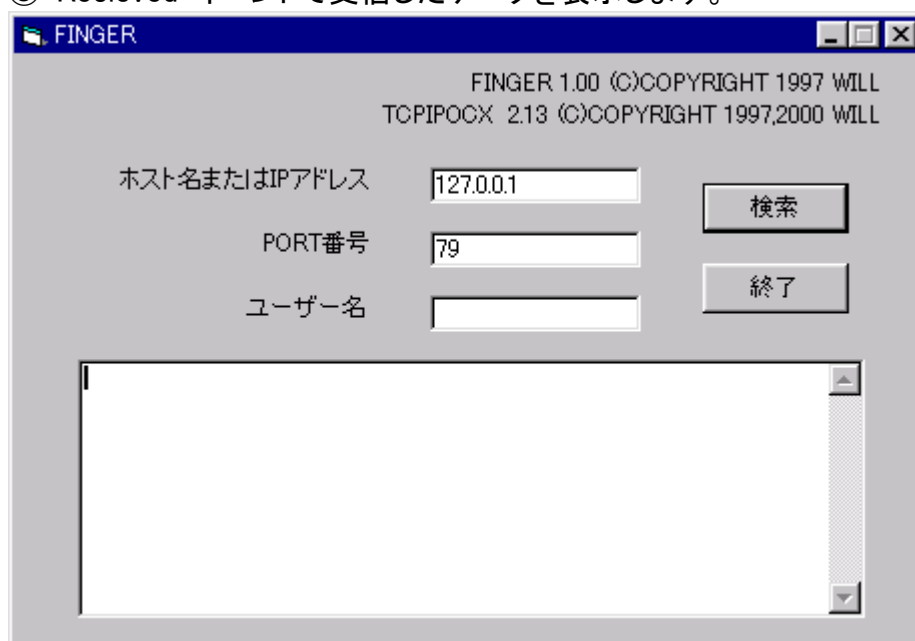 FINGER
FINGER 1.00 (C)COPYRIGHT 1997 WILL
TCPIPOCX 2.13 (C)COPYRIGHT 1997,2000 WILL
ホスト名またはIPアドレス 127.0.0.1
検索
PORT番号 79
終了
ユーザー名